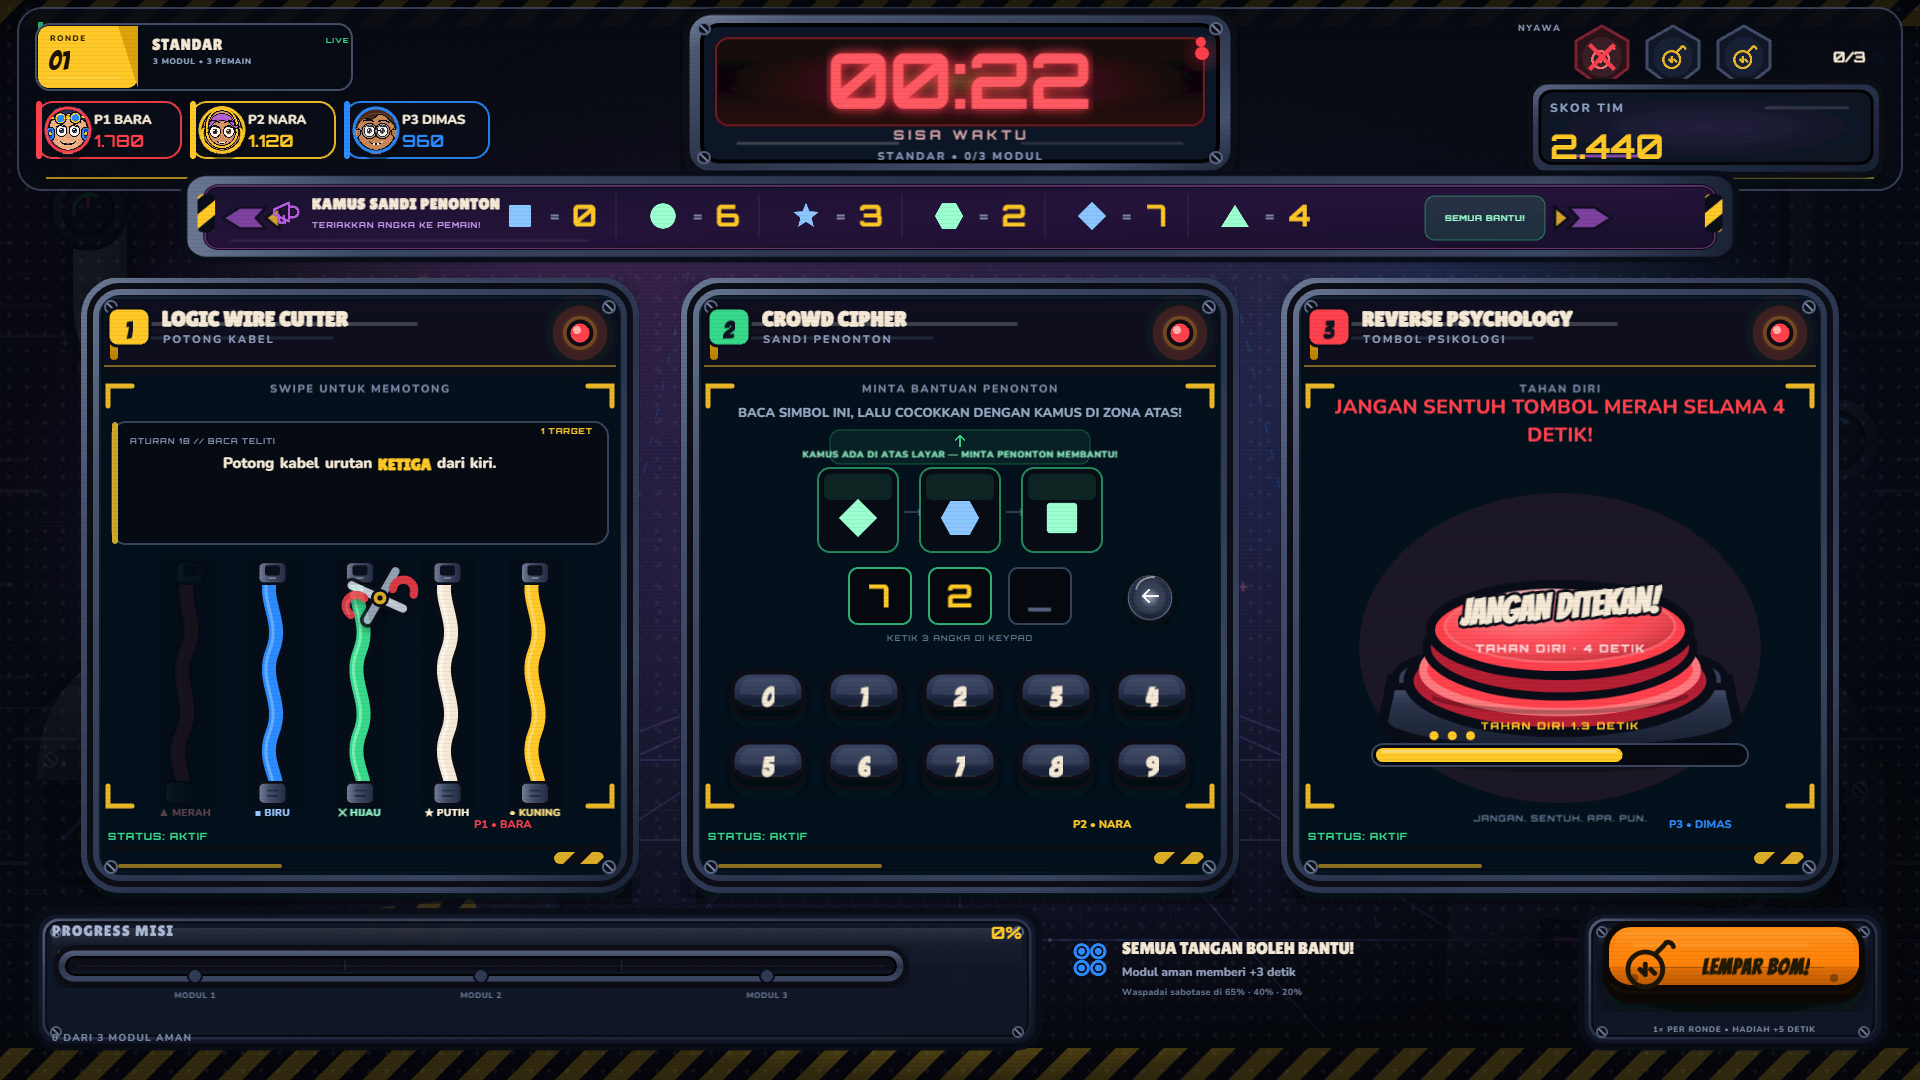 RONDE
01
STANDAR
3 MODUL • 3 PEMAIN
LIVE
P1 BARA
1.780
P2 NARA
1.120
P3 DIMAS
960
00:22
SISA WAKTU
STANDAR • 0/3 MODUL
NYAWA
0/3
SKOR TIM
2.440
KAMUS SANDI PENONTON
TERIAKKAN ANGKA KE PEMAIN!
= 0
= 6
= 3
= 2
= 7
= 4
SEMUA BANTU!
1
LOGIC WIRE CUTTER
POTONG KABEL
SWIPE UNTUK MEMOTONG
1 TARGET
ATURAN 18 // BACA TELITI
Potong kabel urutan KETIGA dari kiri.
▲ MERAH
■ BIRU
✕ HIJAU
★ PUTIH
● KUNING
P1 • BARA
STATUS: AKTIF
2
CROWD CIPHER
SANDI PENONTON
MINTA BANTUAN PENONTON
BACA SIMBOL INI, LALU COCOKKAN DENGAN KAMUS DI ZONA ATAS!
↑
KAMUS ADA DI ATAS LAYAR — MINTA PENONTON MEMBANTU!
7 2 _
←
KETIK 3 ANGKA DI KEYPAD
0 1 2 3 4
5 6 7 8 9
P2 • NARA
STATUS: AKTIF
3
REVERSE PSYCHOLOGY
TOMBOL PSIKOLOGI
TAHAN DIRI
JANGAN SENTUH TOMBOL MERAH SELAMA 4
DETIK!
JANGAN DITEKAN!
TAHAN DIRI · 4 DETIK
TAHAN DIRI 1.3 DETIK
JANGAN. SENTUH. APA. PUN.
P3 • DIMAS
STATUS: AKTIF
PROGRESS MISI
0%
MODUL 1
MODUL 2
MODUL 3
0 DARI 3 MODUL AMAN
SEMUA TANGAN BOLEH BANTU!
Modul aman memberi +3 detik
Waspadai sabotase di 65% · 40% · 20%
LEMPAR BOM!
1× PER RONDE • HADIAH +5 DETIK